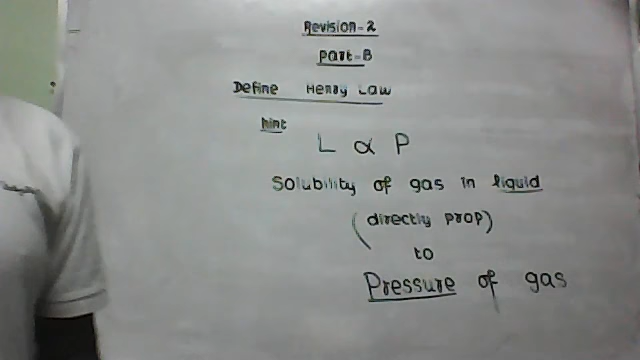 Revision-2
Part-B
Define Henry Law
hint
L α P
Solubility of gas in liquid
(directly prop)
to
Pressure of gas